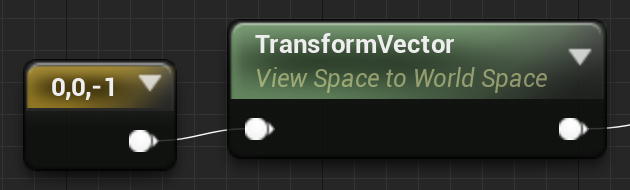 0,0,-1
TransformVector
View Space to World Space